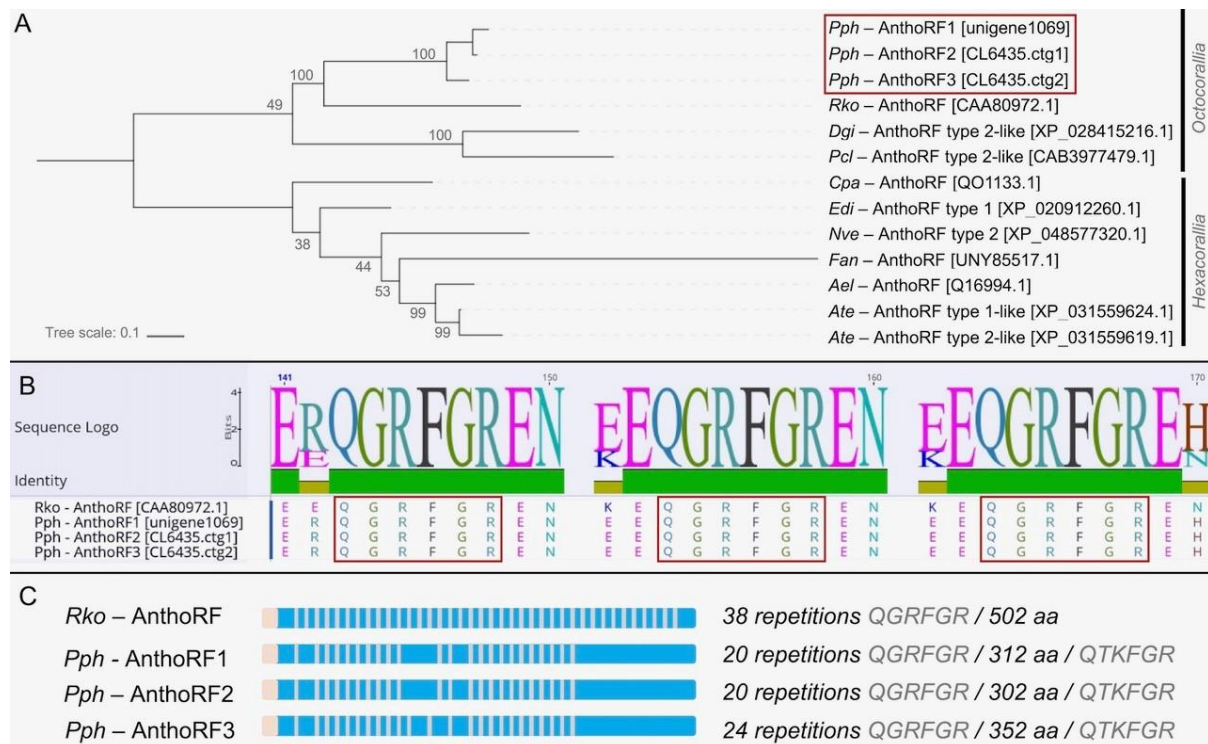 A
Pph – AnthoRF1 [unigene1069]
Pph – AnthoRF2 [CL6435.ctg1]
Pph – AnthoRF3 [CL6435.ctg2]
Rko – AnthoRF [CAA80972.1]
Dgi – AnthoRF type 2-like [XP_028415216.1]
Pcl – AnthoRF type 2-like [CAB3977479.1]
Cpa – AnthoRF [QO1133.1]
Edi – AnthoRF type 1 [XP_020912260.1]
Nve – AnthoRF type 2 [XP_048577320.1]
Fan – AnthoRF [UNY85517.1]
Ael – AnthoRF [Q16994.1]
Ate – AnthoRF type 1-like [XP_031559624.1]
Ate – AnthoRF type 2-like [XP_031559619.1]
Octocorallia
Hexacorallia
100
100
49
100
38
44
53
99
99
Tree scale: 0.1
B
141 150 160 170
Sequence Logo
Bits
4
2
0
E R QGRFGREN E EQGRFGREN E EQGRFGREH
E K K N
Identity
Rko - AnthoRF [CAA80972.1] E E Q G R F G R E N K E Q G R F G R E N K E Q G R F G R E N
Pph - AnthoRF1 [unigene1069] E R Q G R F G R E N E E Q G R F G R E N E E Q G R F G R E H
Pph - AnthoRF2 [CL6435.ctg1] E R Q G R F G R E N E E Q G R F G R E N E E Q G R F G R E H
Pph - AnthoRF3 [CL6435.ctg2] E R Q G R F G R E N E E Q G R F G R E N E E Q G R F G R E H
C
Rko – AnthoRF 38 repetitions QGRFGR / 502 aa
Pph - AnthoRF1 20 repetitions QGRFGR / 312 aa / QTKFGR
Pph – AnthoRF2 20 repetitions QGRFGR / 302 aa / QTKFGR
Pph – AnthoRF3 24 repetitions QGRFGR / 352 aa / QTKFGR